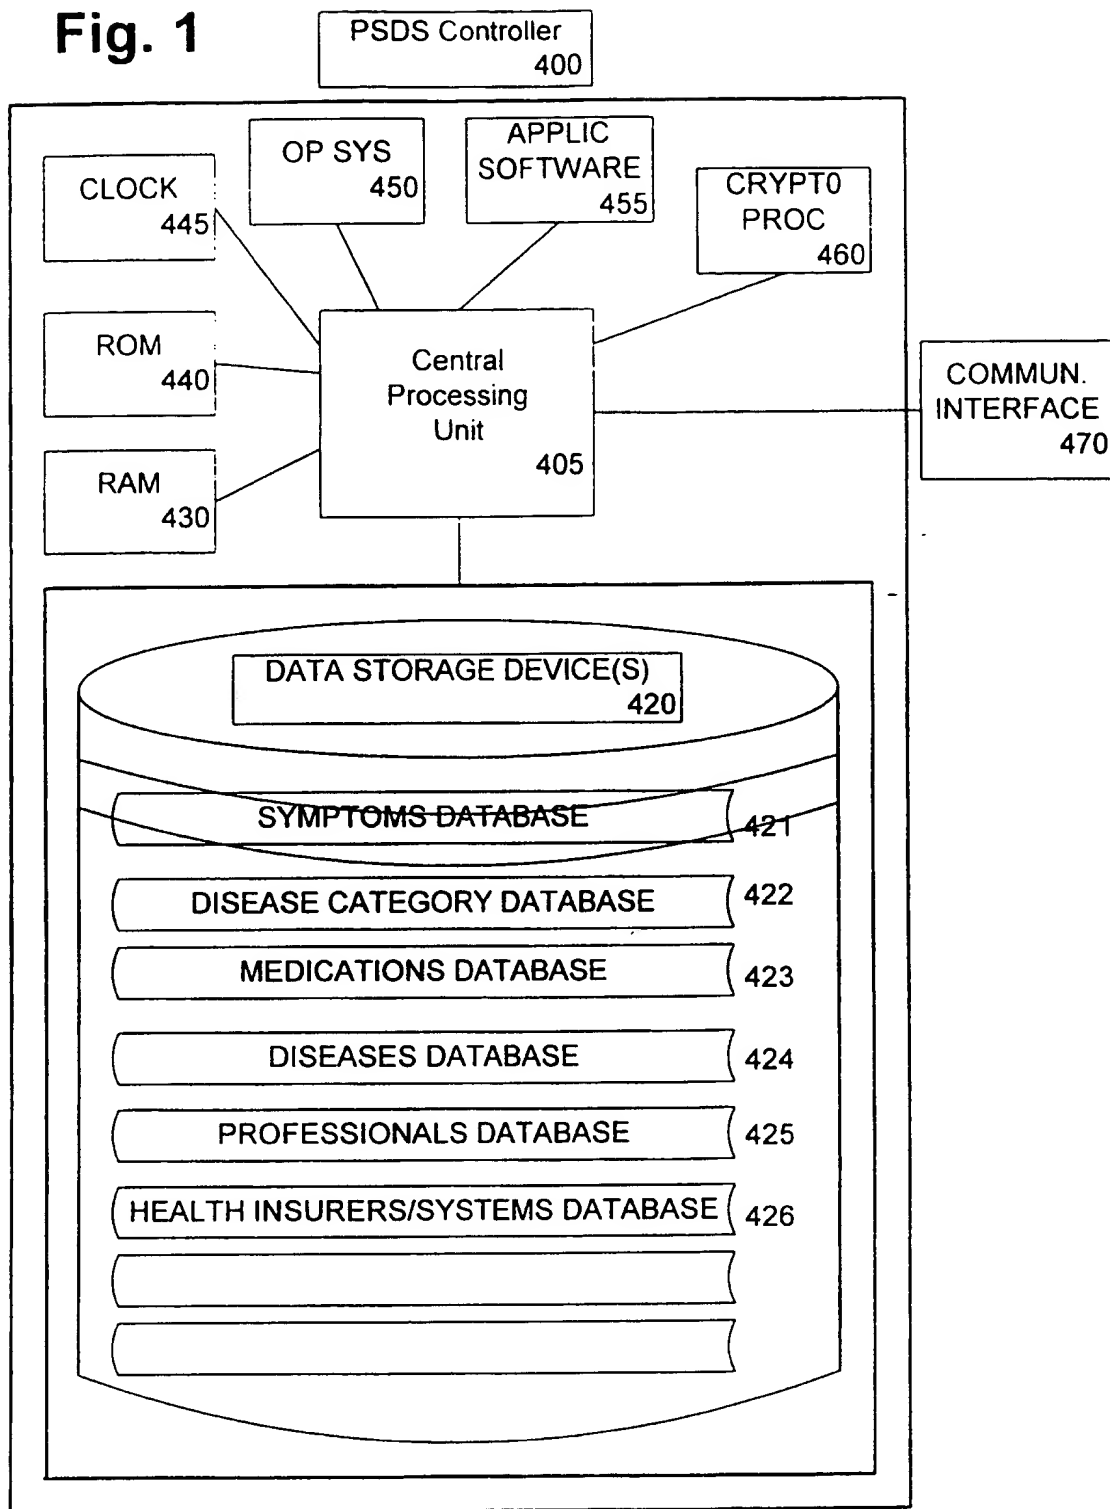 Fig. 1
PSDS Controller
400
CLOCK
445
OP SYS
450
APPLIC
SOFTWARE
455
CRYPT0
PROC
460
ROM
440
Central
Processing
Unit
405
COMMUN.
INTERFACE
470
RAM
430
DATA STORAGE DEVICE(S)
420
SYMPTOMS DATABASE
421
DISEASE CATEGORY DATABASE
422
MEDICATIONS DATABASE
423
DISEASES DATABASE
424
PROFESSIONALS DATABASE
425
HEALTH INSURERS/SYSTEMS DATABASE
426